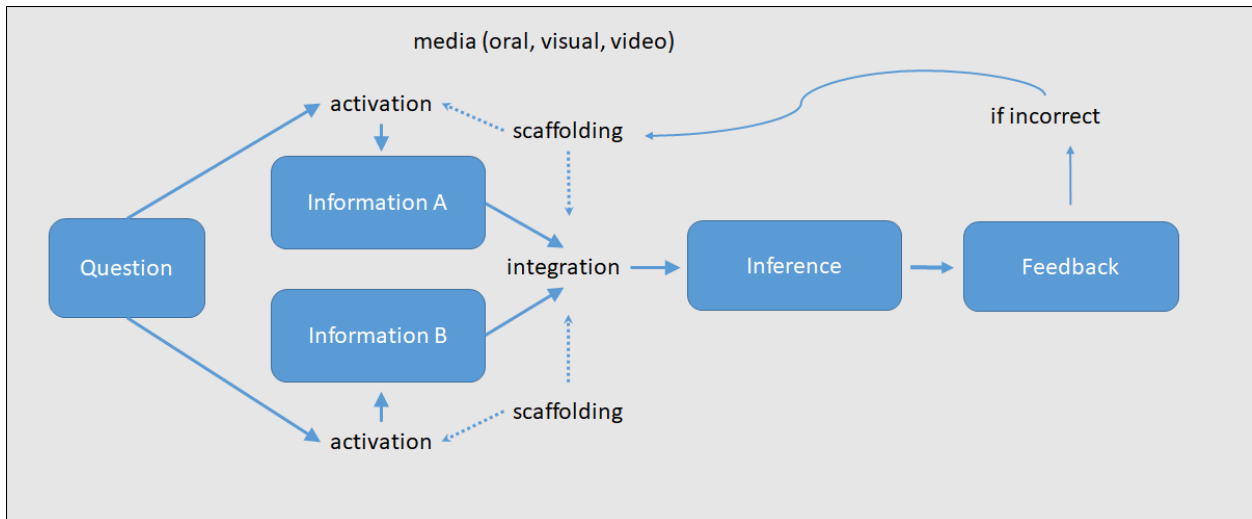 media (oral, visual, video)
activation
scaffolding
if incorrect
Information A
Question
integration
Inference
Feedback
Information B
scaffolding
activation